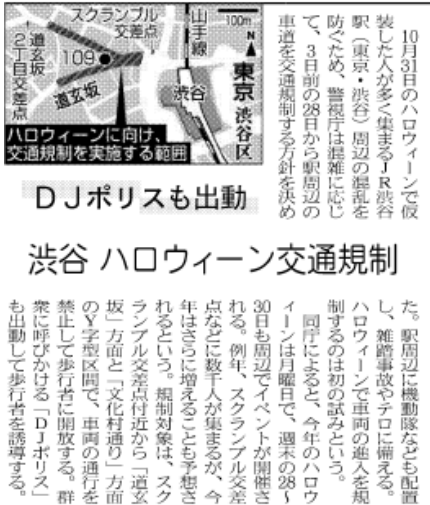 スクランブル
交差点
山手線
100m
N
道玄坂
2丁目交差点
109
道玄坂
渋谷
東京 渋谷区
ハロウィーンに向け、
交通規制を実施する範囲
DJポリスも出動
渋谷 ハロウィーン交通規制
10月31日のハロウィーンで仮
装した人が多く集まるJR渋谷
駅(東京・渋谷)周辺の混乱を
防ぐため、警視庁は混雑に応じ
て、3日前の28日から駅周辺の
車道を交通規制する方針を決め
た。駅周辺に機動隊なども配置
し、雑踏事故やテロに備える。
ハロウィーンで車両の進入を規
制するのは初の試みという。
同庁によると、今年のハロウ
ィーンは月曜日で、週末の28~
30日も周辺でイベントが開催さ
れる。例年、スクランブル交差
点などに数千人が集まるが、今
年はさらに増えることも予想さ
れるという。規制対象は、スク
ランブル交差点付近から「道玄
坂」方面と「文化村通り」方面
のY字型区間で、車両の通行を
禁止して歩行者に開放する。群
衆に呼びかける「DJポリス」
も出動して歩行者を誘導する。